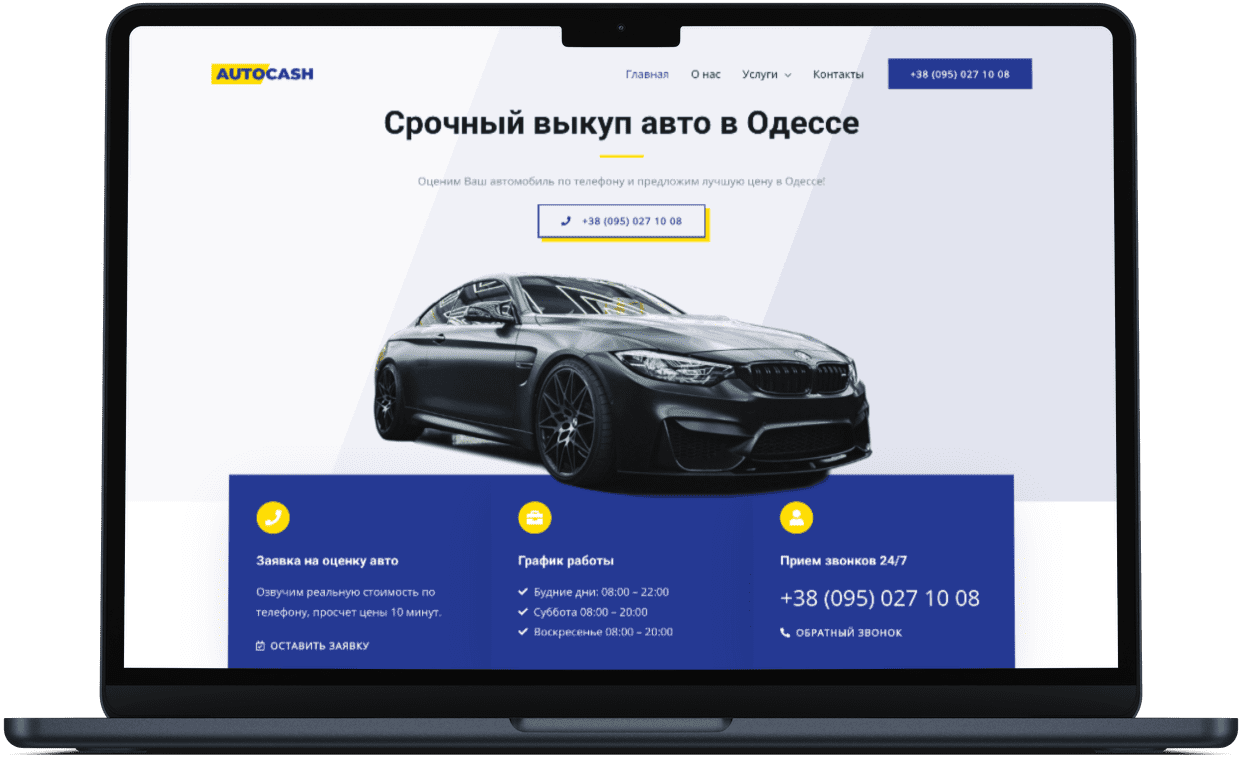 AUTOCASH
Главная О нас Услуги Контакты +38 (095) 027 10 08
Срочный выкуп авто в Одессе
Оценим Ваш автомобиль по телефону и предложим лучшую цену в Одессе!
+38 (095) 027 10 08
Заявка на оценку авто
Озвучим реальную стоимость по
телефону, просчет цены 10 минут.
ОСТАВИТЬ ЗАЯВКУ
График работы
Будние дни: 08:00 – 22:00
Суббота 08:00 – 20:00
Воскресенье 08:00 – 20:00
Прием звонков 24/7
+38 (095) 027 10 08
ОБРАТНЫЙ ЗВОНОК